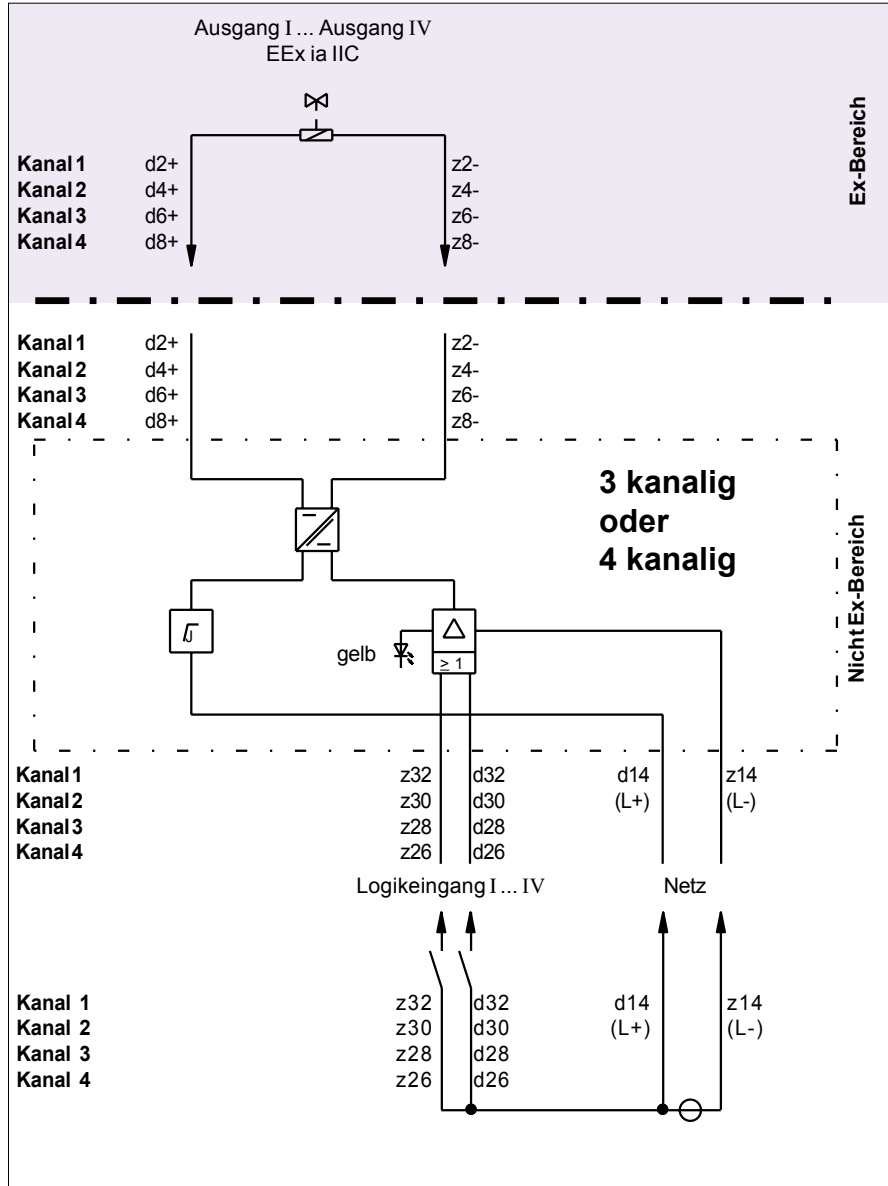 Ausgang I ... Ausgang IV
EEx ia IIC
Ex-Bereich
Kanal 1 d2+ z2-
Kanal 2 d4+ z4-
Kanal 3 d6+ z6-
Kanal 4 d8+ z8-
Kanal 1 d2+ z2-
Kanal 2 d4+ z4-
Kanal 3 d6+ z6-
Kanal 4 d8+ z8-
3 kanalig
oder
4 kanalig
Nicht Ex-Bereich
gelb
≥ 1
Kanal 1 z32 d32 d14 z14
Kanal 2 z30 d30 (L+) (L-)
Kanal 3 z28 d28
Kanal 4 z26 d26
Logikeingang I ... IV Netz
Kanal 1 z32 d32 d14 z14
Kanal 2 z30 d30 (L+) (L-)
Kanal 3 z28 d28
Kanal 4 z26 d26